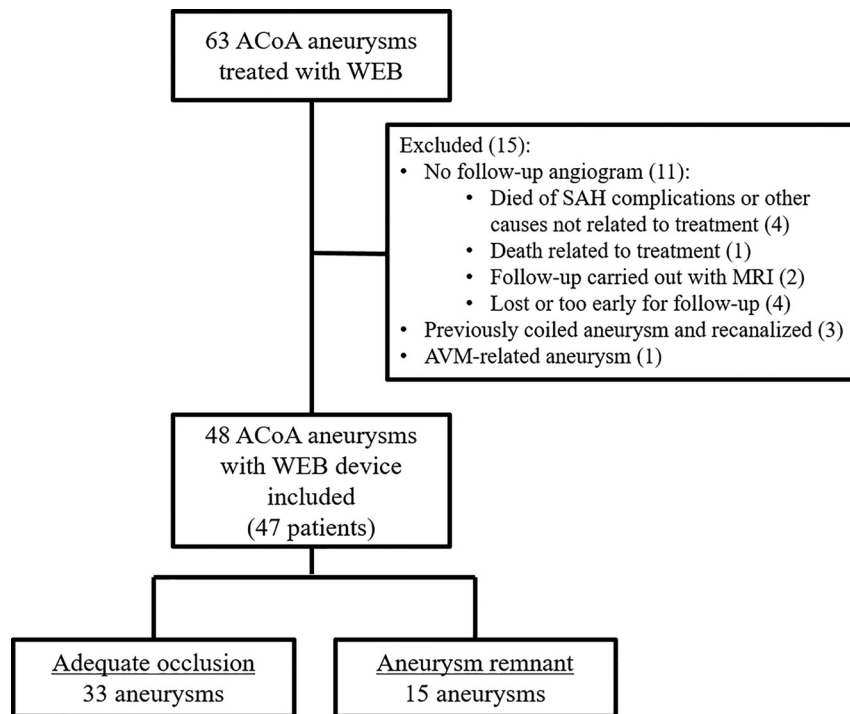 63 ACoA aneurysms
treated with WEB
Excluded (15):
• No follow-up angiogram (11):
• Died of SAH complications or other
causes not related to treatment (4)
• Death related to treatment (1)
• Follow-up carried out with MRI (2)
• Lost or too early for follow-up (4)
• Previously coiled aneurysm and recanalized (3)
• AVM-related aneurysm (1)
48 ACoA aneurysms
with WEB device
included
(47 patients)
Adequate occlusion
33 aneurysms
Aneurysm remnant
15 aneurysms